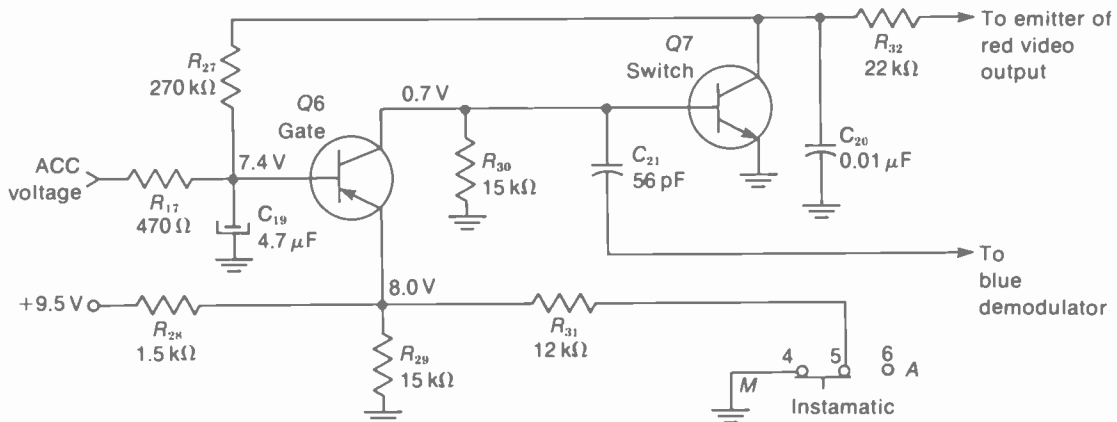 To emitter of
red video
output
R32
22 kΩ
Q7
Switch
R27
270 kΩ
Q6
Gate
0.7 V
7.4 V
ACC
voltage
R17
470 Ω
C19
4.7 μF
R30
15 kΩ
C21
56 pF
C20
0.01 μF
To
blue
demodulator
+9.5 V
R28
1.5 kΩ
8.0 V
R29
15 kΩ
R31
12 kΩ
4 5 6
M A
Instamatic